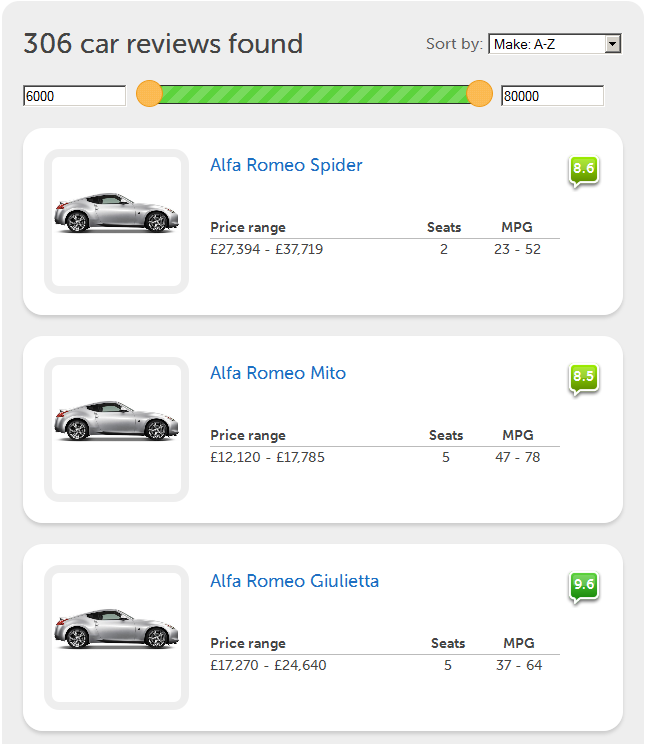 306 car reviews found
Sort by: Make: A-Z
6000 80000
Alfa Romeo Spider 8.6
Price range Seats MPG
£27,394 - £37,719 2 23 - 52
Alfa Romeo Mito 8.5
Price range Seats MPG
£12,120 - £17,785 5 47 - 78
Alfa Romeo Giulietta 9.6
Price range Seats MPG
£17,270 - £24,640 5 37 - 64